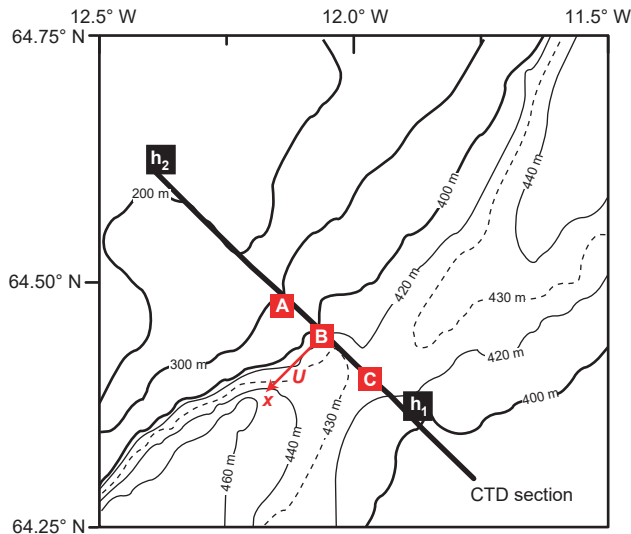 12.5° W 12.0° W 11.5° W
64.75° N
h2
200 m
440 m
400 m
64.50° N
A
420 m
430 m
B
C
420 m
300 m
U
x
h1
400 m
430 m
440 m
460 m
CTD section
64.25° N